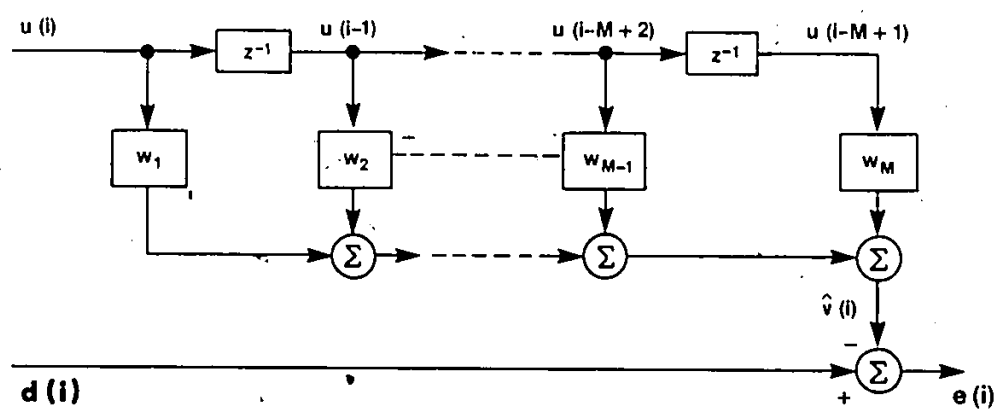 u (i)
z⁻¹
u (i–1)
u (i–M + 2)
z⁻¹
u (i–M + 1)
w₁
w₂
w_{M–1}
w_M
Σ
Σ
Σ
v̂ (i)
–
Σ
d (i)
+
e (i)